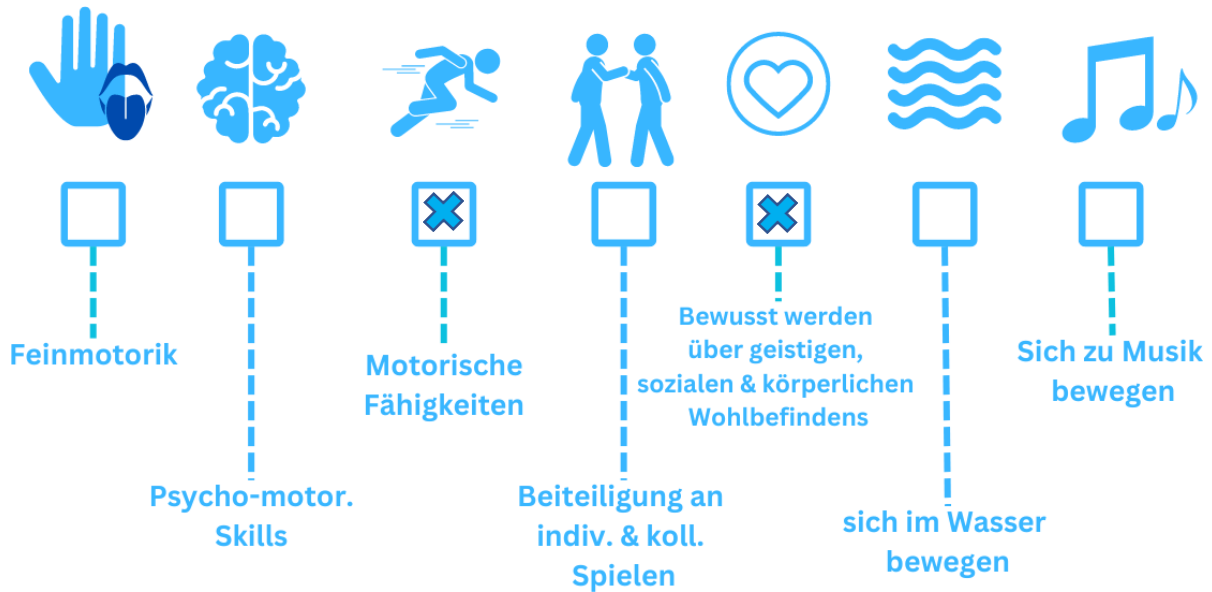 Feinmotorik
Psycho-motor.
Skills
Motorische
Fähigkeiten
Beiteiligung an
indiv. & koll.
Spielen
Bewusst werden
über geistigen,
sozialen & körperlichen
Wohlbefindens
sich im Wasser
bewegen
Sich zu Musik
bewegen